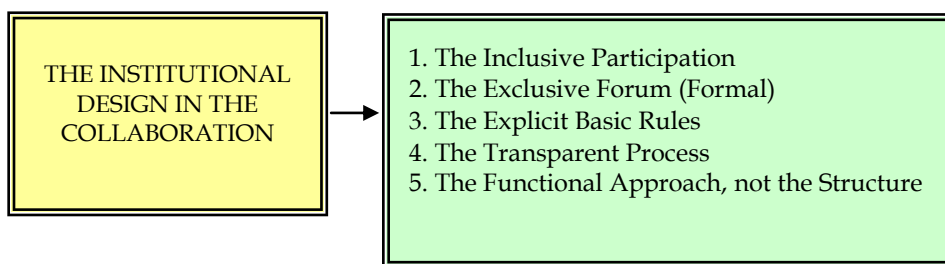 THE INSTITUTIONAL
DESIGN IN THE
COLLABORATION
1. The Inclusive Participation
2. The Exclusive Forum (Formal)
3. The Explicit Basic Rules
4. The Transparent Process
5. The Functional Approach, not the Structure